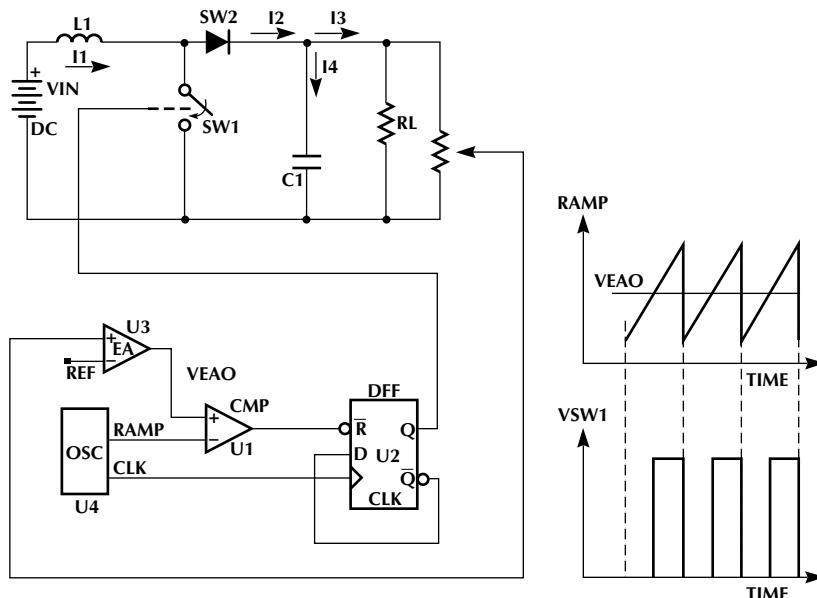 SW2
L1
I2
I3
I1
I4
+
VIN
DC
SW1
RL
C1
RAMP
VEAO
TIME
U3
+
EA
−
REF
VEAO
DFF
CMP
+
−
U1
R̅
Q
D
U2
Q̅
CLK
OSC
RAMP
CLK
U4
VSW1
TIME